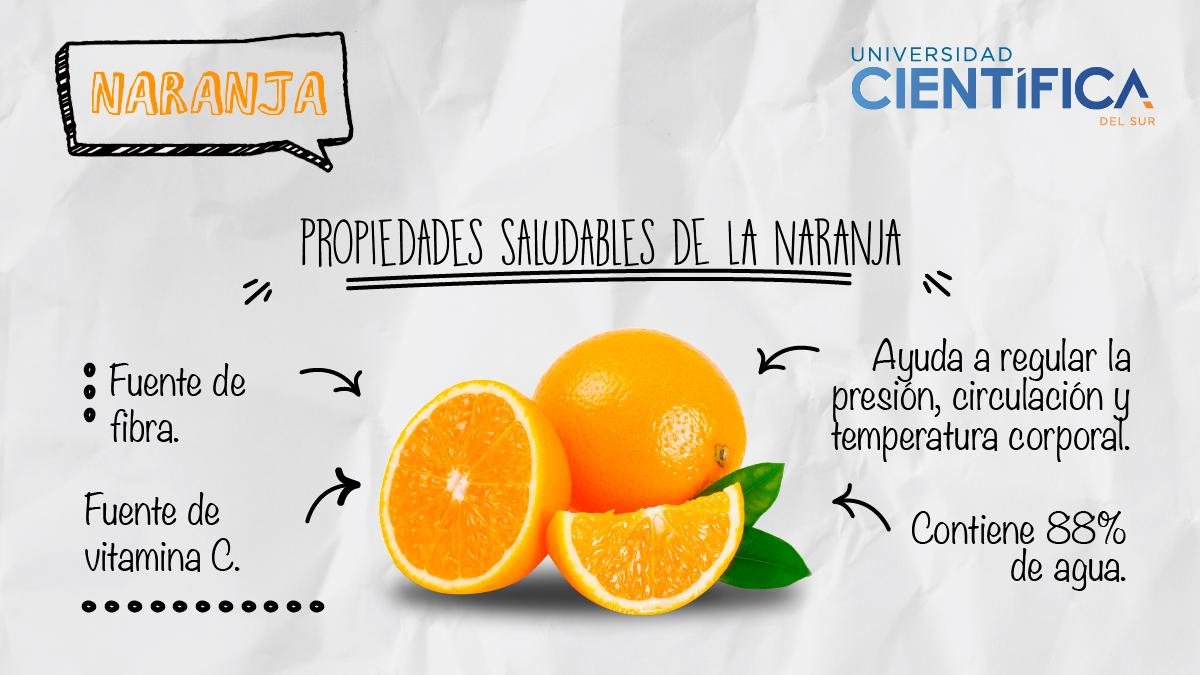 NARANJA
UNIVERSIDAD
CIENTÍFICA
DEL SUR
PROPIEDADES SALUDABLES DE LA NARANJA
Fuente de
fibra.
Fuente de
vitamina C.
Ayuda a regular la
presión, circulación y
temperatura corporal.
Contiene 88%
de agua.